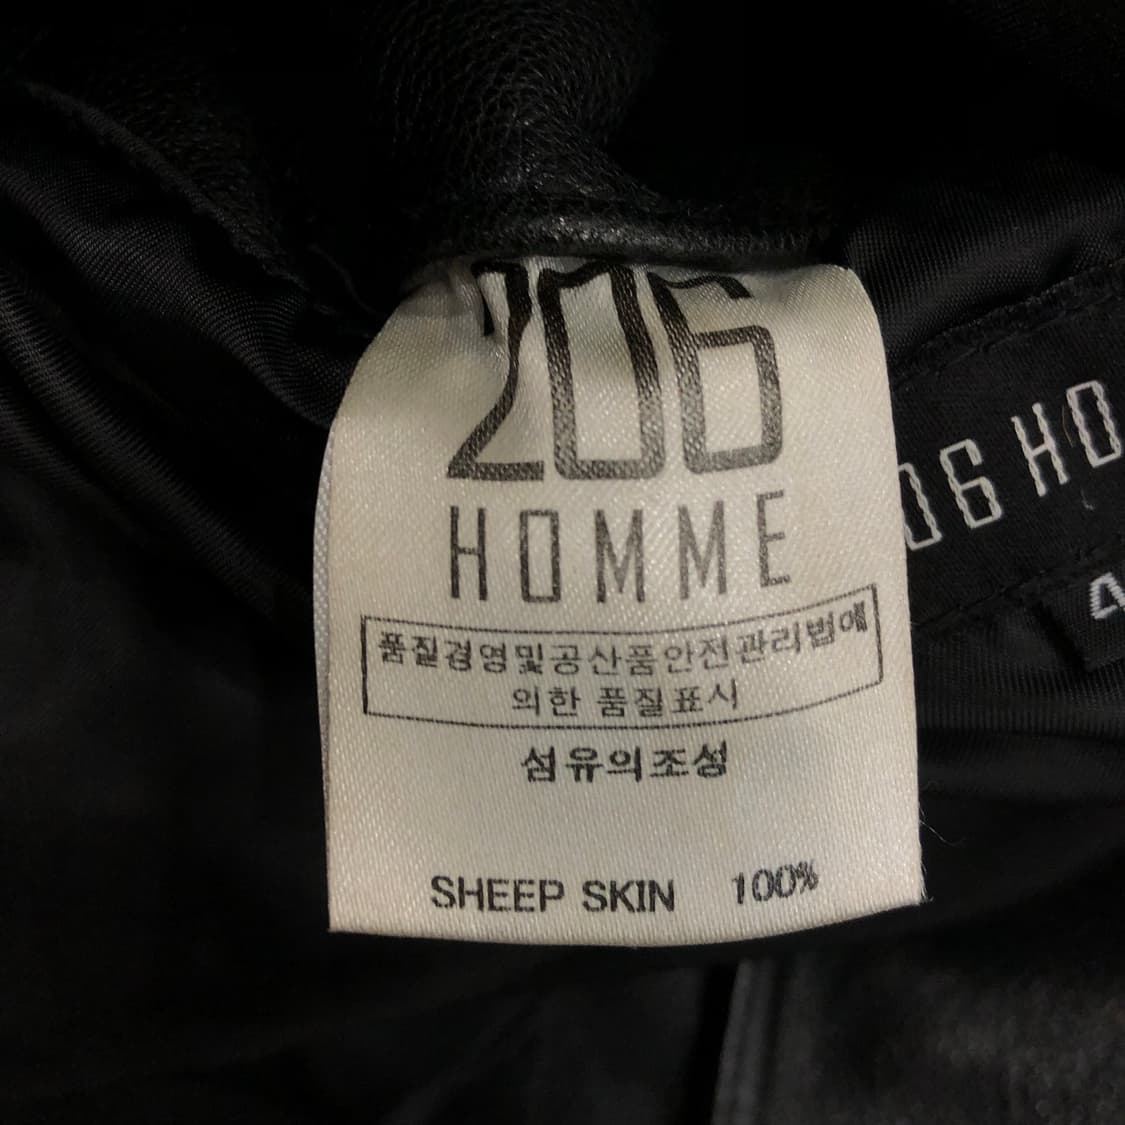 206
HOMME
품질경영및공산품안전관리법에
의한 품질표시
섬유의조성
SHEEP SKIN 100%
06 HO
4